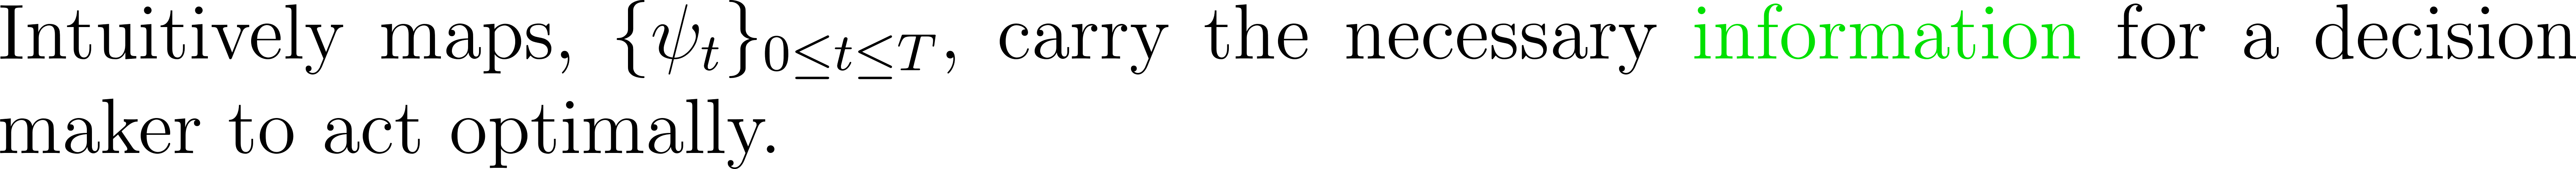 Intuitively maps, {ψ_t}_{0≤t≤T}, carry the necessary information for a decision
maker to act optimally.